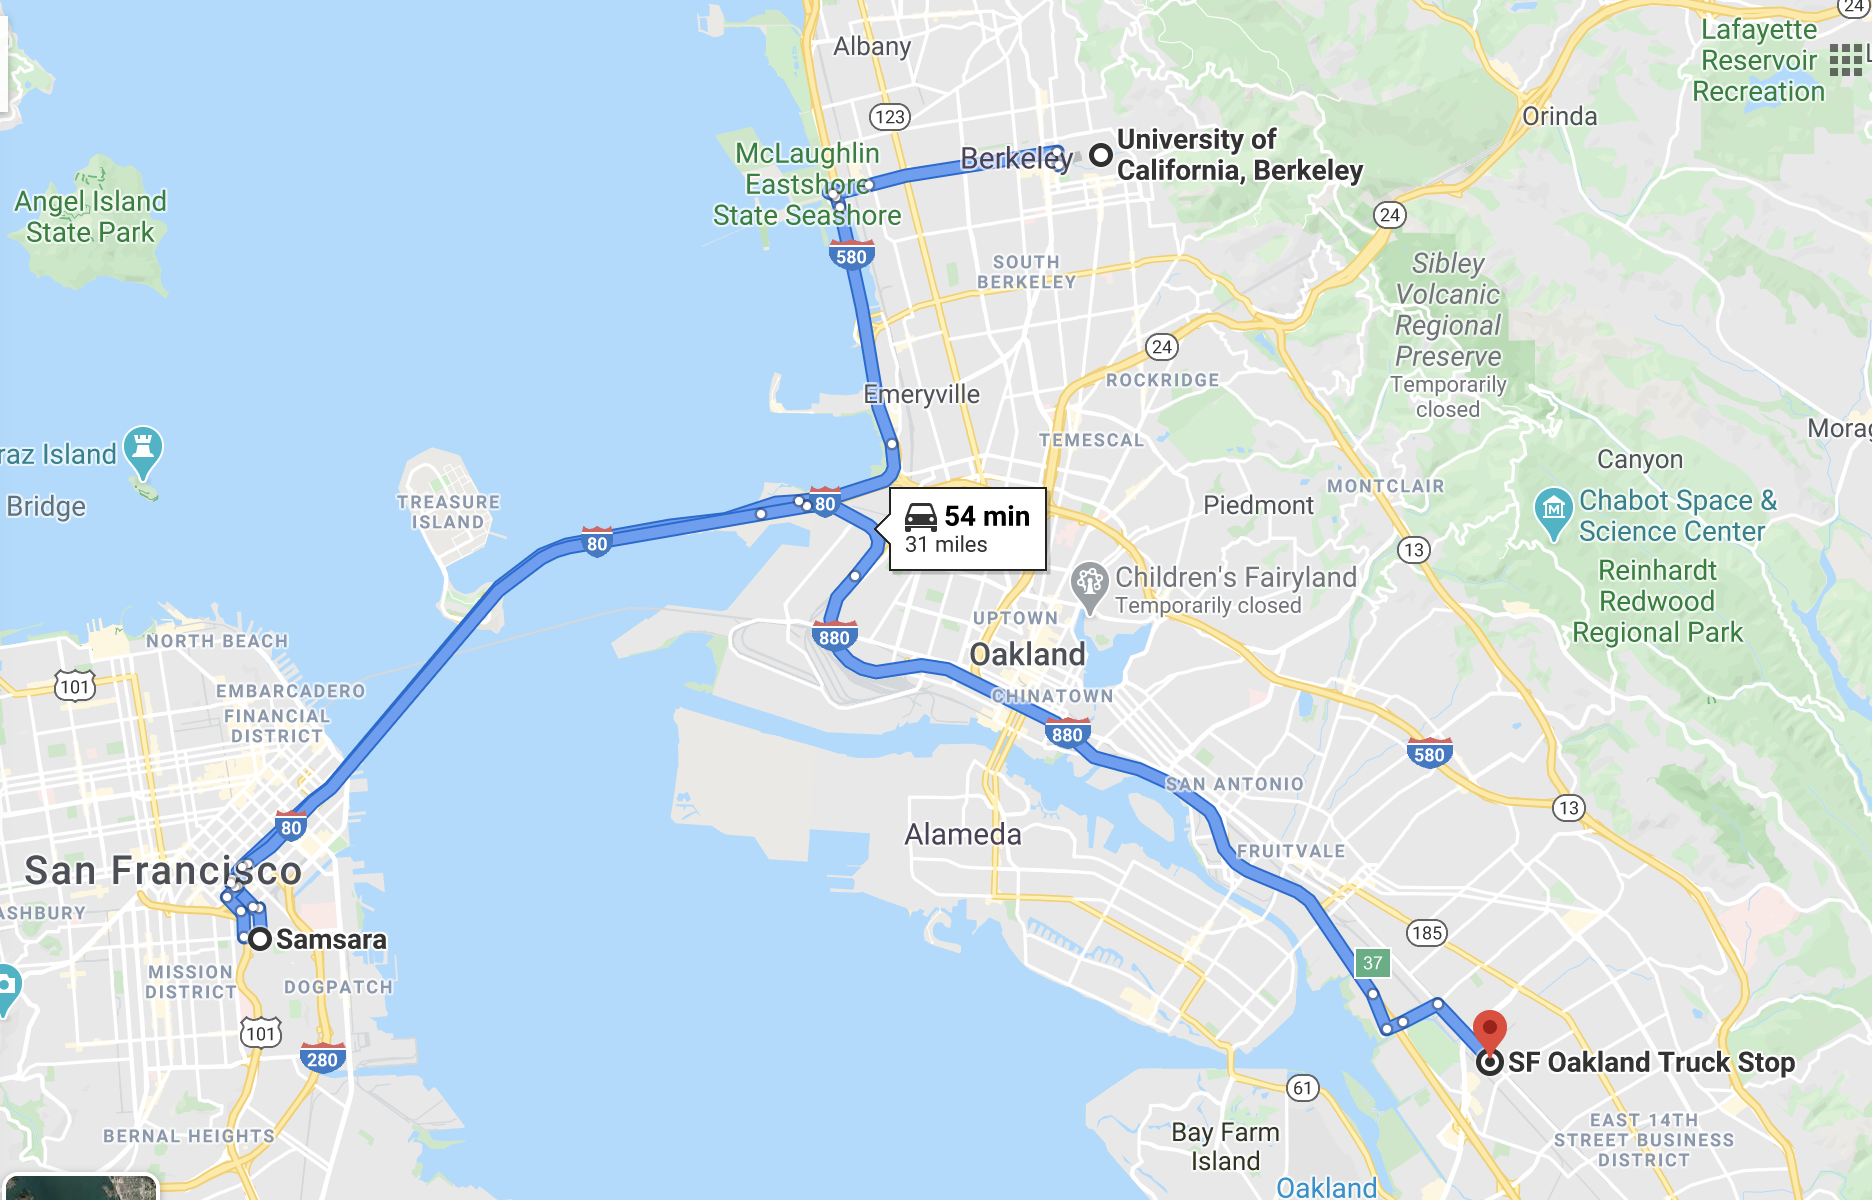 24
Lafayette
Reservoir
Recreation
L
Albany
123
Orinda
University of
California, Berkeley
Berkeley
McLaughlin
Eastshore
State Seashore
Angel Island
State Park
24
580
SOUTH
BERKELEY
Sibley
Volcanic
Regional
Preserve
Temporarily
closed
24
ROCKRIDGE
Emeryville
TEMESCAL
Morag
Canyon
raz Island
Bridge
TREASURE
ISLAND
MONTCLAIR
Piedmont
Chabot Space &
Science Center
80
80
54 min
31 miles
13
Reinhardt
Redwood
Regional Park
Children's Fairyland
Temporarily closed
UPTOWN
Oakland
880
NORTH BEACH
101
EMBARCADERO
FINANCIAL
DISTRICT
CHINATOWN
880
580
SAN ANTONIO
13
80
Alameda
FRUITVALE
San Francisco
ASHBURY
185
Samsara
37
MISSION
DISTRICT
DOGPATCH
101
280
SF Oakland Truck Stop
61
BERNAL HEIGHTS
Bay Farm
Island
EAST 14TH
STREET BUSINESS
DISTRICT
Oakland